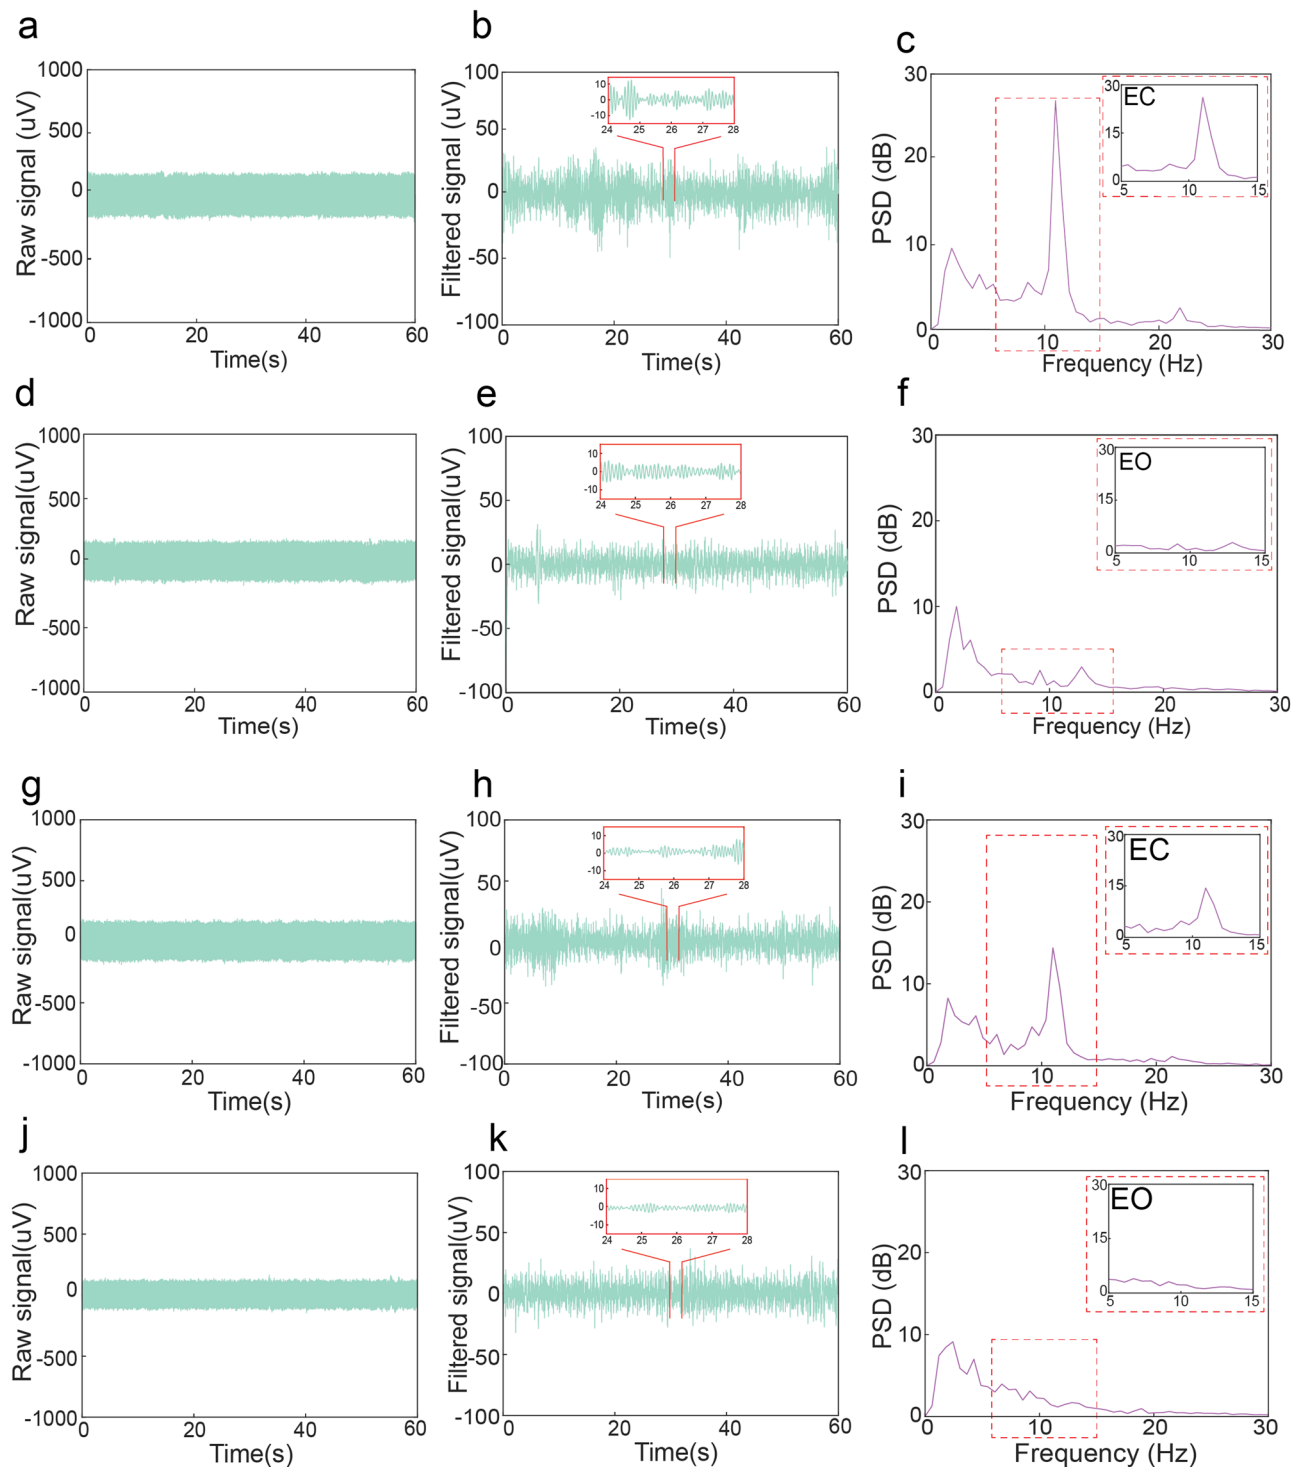 a
1000
500
0
-500
-1000
0 20 40 60
Raw signal (uV)
Time(s)
b
100
50
0
-50
-100
0 20 40 60
Filtered signal (uV)
Time(s)
10
0
-10
24 25 26 27 28
c
30
20
10
0
0 10 20 30
PSD (dB)
Frequency (Hz)
EC
30
15
0
5 10 15
d
1000
500
0
-500
-1000
0 20 40 60
Raw signal(uV)
Time(s)
e
100
50
0
-50
-100
0 20 40 60
Filtered signal(uV)
Time(s)
10
0
-10
24 25 26 27 28
f
30
20
10
0
0 10 20 30
PSD (dB)
Frequency (Hz)
EO
30
15
0
5 10 15
g
1000
500
0
-500
-1000
0 20 40 60
Raw signal(uV)
Time(s)
h
100
50
0
-50
-100
0 20 40 60
Filtered signal(uV)
Time(s)
10
0
-10
24 25 26 27 28
i
30
20
10
0
0 10 20 30
PSD (dB)
Frequency (Hz)
EC
30
15
0
5 10 15
j
1000
500
0
-500
-1000
0 20 40 60
Raw signal(uV)
Time(s)
k
100
50
0
-50
-100
0 20 40 60
Filtered signal(uV)
Time(s)
10
0
-10
24 25 26 27 28
l
30
20
10
0
0 10 20 30
PSD (dB)
Frequency (Hz)
EO
30
15
0
5 10 15